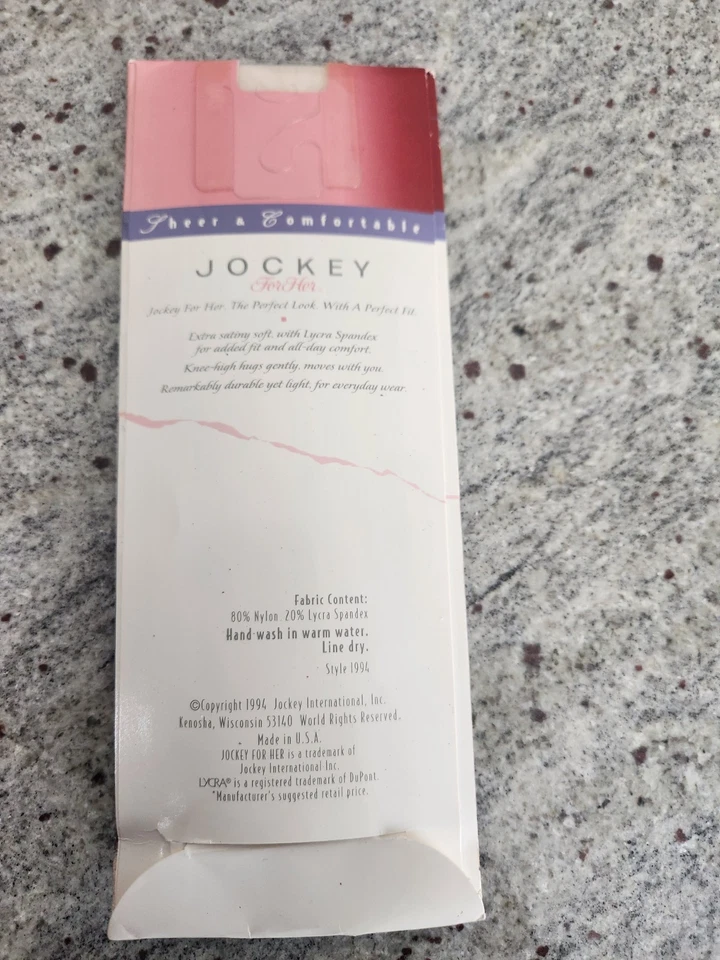 Sheer & Comfortable
JOCKEY
For Her
Jockey For Her. The Perfect Look. With A Perfect Fit.
Extra satiny soft, with Lycra Spandex
for added fit and all-day comfort.
Knee-high hugs gently, moves with you.
Remarkably durable yet light, for everyday wear.
Fabric Content:
80% Nylon 20% Lycra Spandex
Hand wash in warm water.
Line dry.
Style 1994
©Copyright 1994 Jockey International, Inc.
Kenosha, Wisconsin 53140 World Rights Reserved.
Made in U.S.A.
JOCKEY FOR HER is a trademark of
Jockey International Inc.
LYCRA® is a registered trademark of DuPont.
*Manufacturer's suggested retail price.